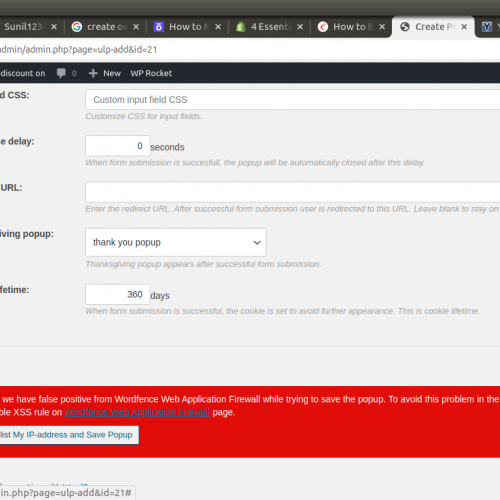 Sunil1234 create ow How to M 4 Essenti How to B Create Po Y
admin/admin.php?page=ulp-add&id=21
discount on 0 New WP Rocket
d CSS:
Custom input field CSS
Customize CSS for input fields.
e delay:
0 seconds
When form submission is succesfull, the popup will be automatically closed after this delay.
URL:
Enter the redirect URL. After successful form submission user is redirected to this URL. Leave blank to stay on
iving popup:
thank you popup
Thanksgiving popup appears after successful form submission.
ifetime:
360 days
When form submission is successful, the cookie is set to avoid further appearance. This is cookie lifetime.
we have false positive from Wordfence Web Application Firewall while trying to save the popup. To avoid this problem in the
ble XSS rule on Wordfence Web Application Firewall page.
list My IP-address and Save Popup
in.php?page=ulp-add&id=21#